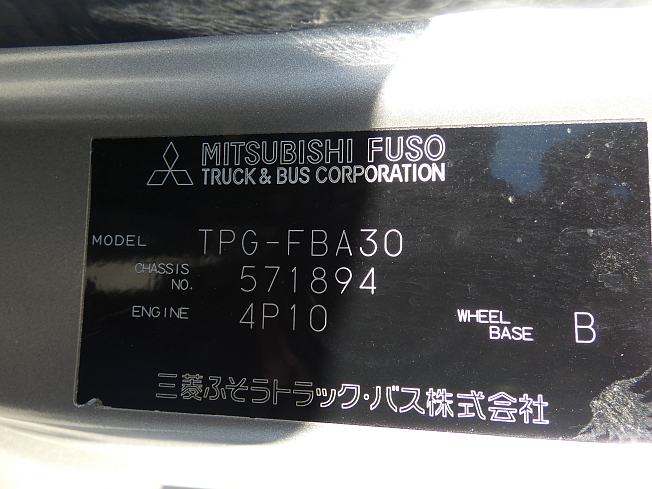 MITSUBISHI FUSO
TRUCK & BUS CORPORATION
MODEL TPG-FBA30
CHASSIS NO. 571894
ENGINE 4P10 WHEEL BASE B
三菱ふそうトラック・バス株式会社